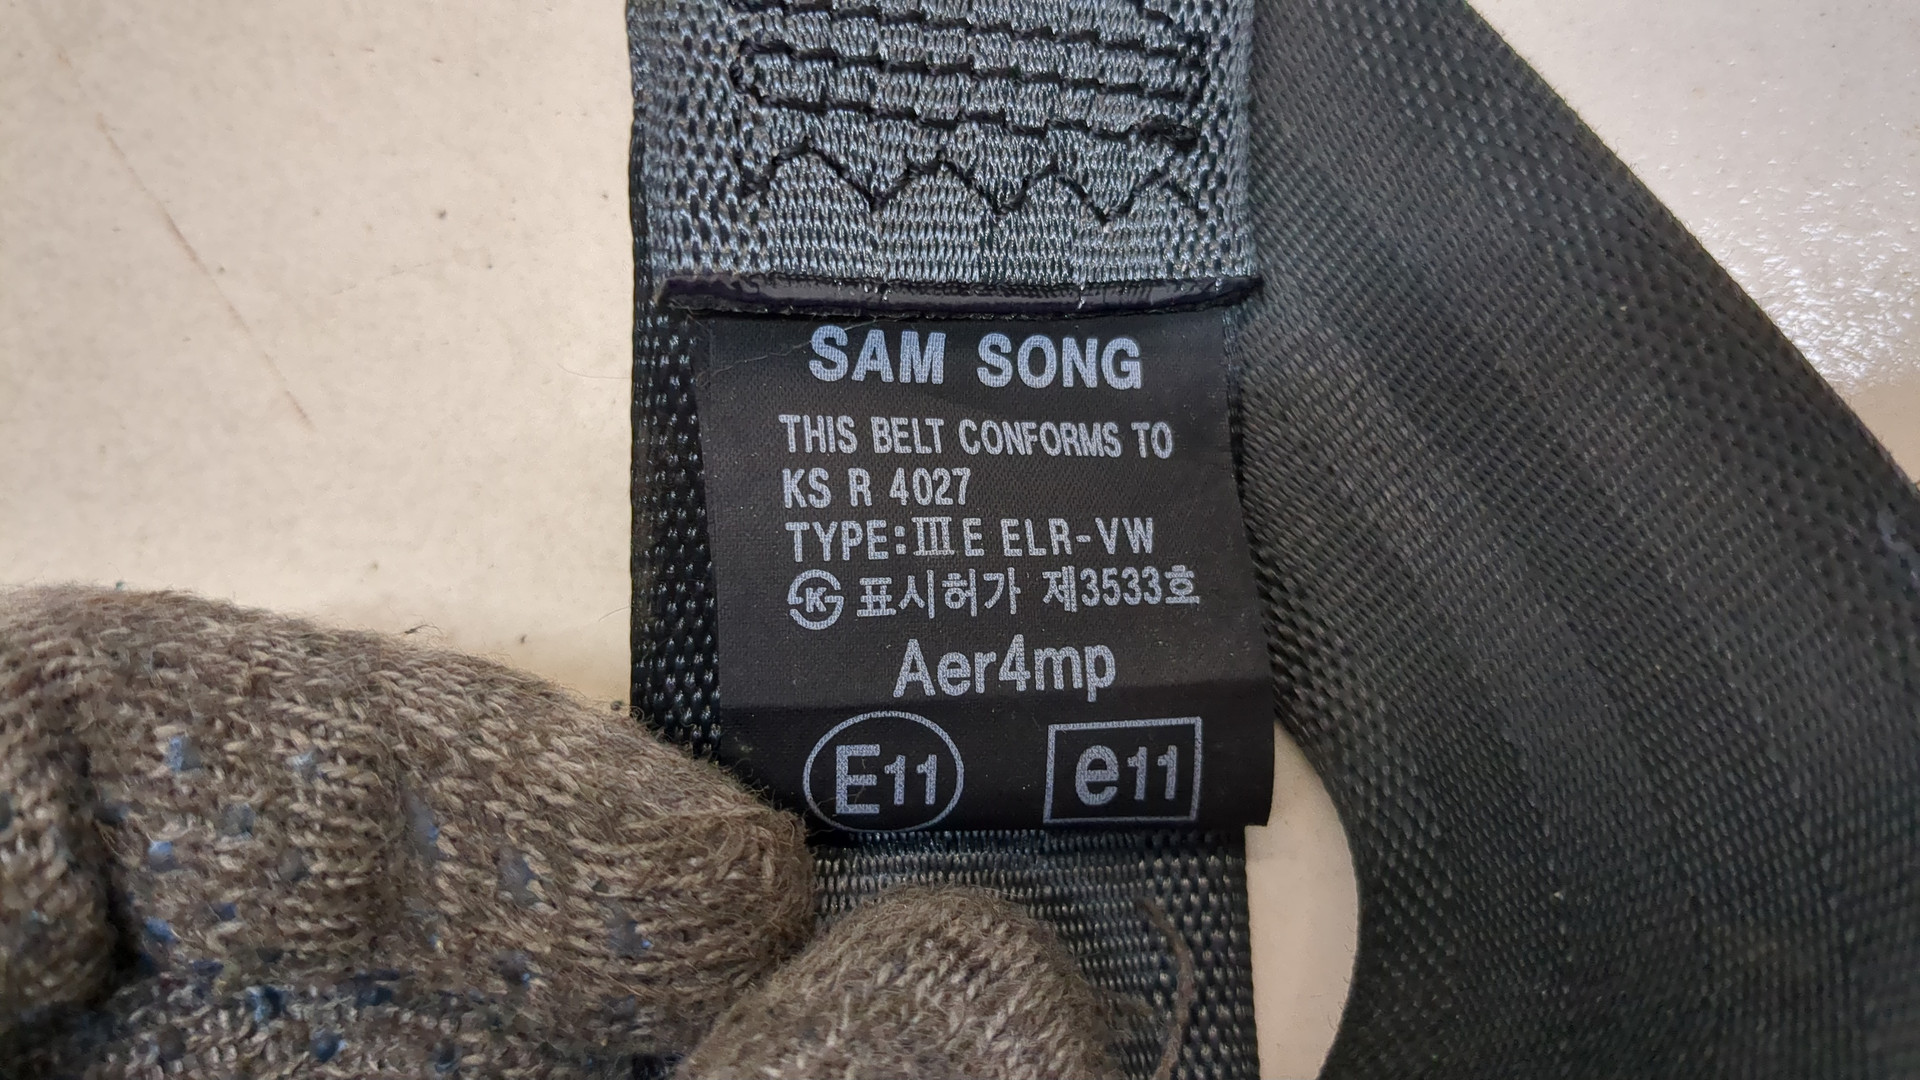 SAM SONG
THIS BELT CONFORMS TO
KS R 4027
TYPE:ⅢE ELR-VW
㉿ 표시허가 제3533호
Aer4mp
E11 e11